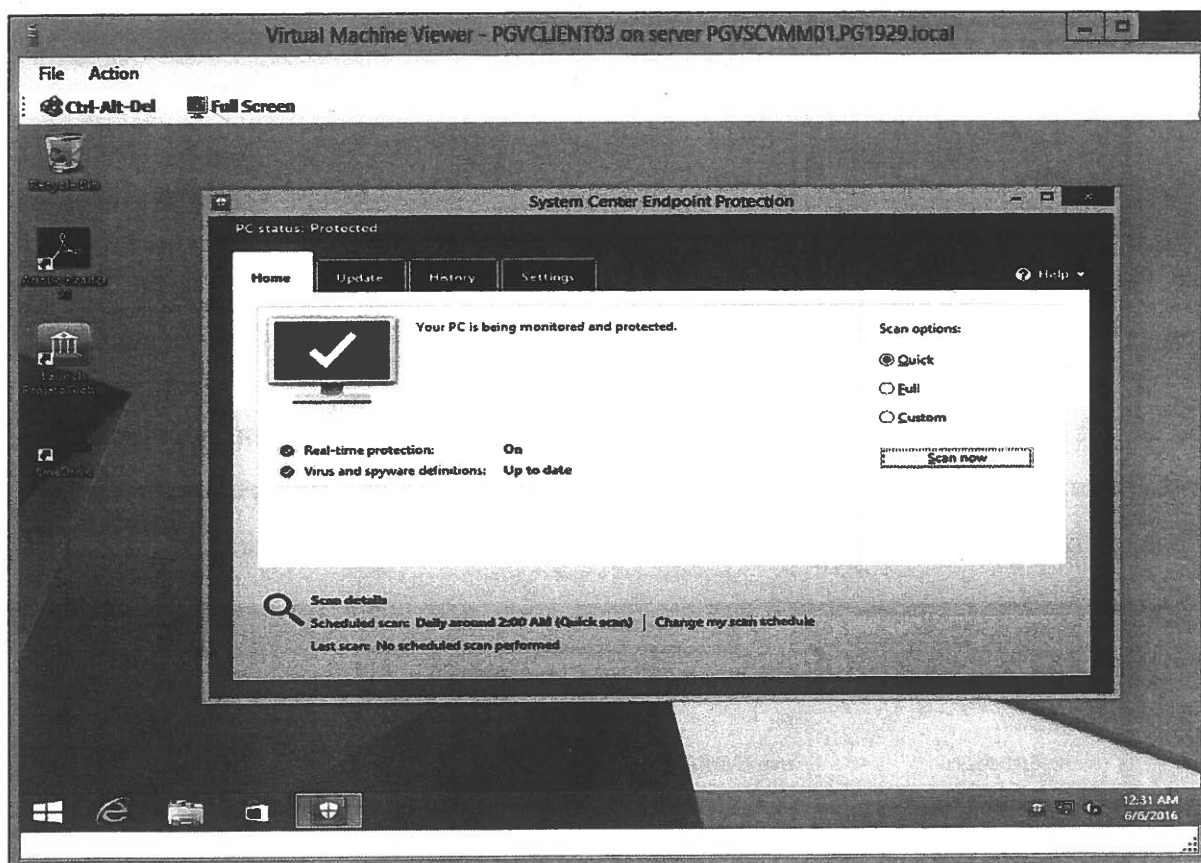 Virtual Machine Viewer - PGVCLIENT03 on server PGVSCVMM01.PG1929.local
File Action
Ctrl-Alt-Del Full Screen
Recycle Bin
System Center Endpoint Protection
PC status: Protected
Home Update History Settings Help
Your PC is being monitored and protected.
Scan options:
Quick
Full
Custom
Real-time protection: On
Virus and spyware definitions: Up to date
Scan now
OneDrive
Scan details
Scheduled scan: Daily around 2:00 AM (Quick scan) | Change my scan schedule
Last scan: No scheduled scan performed
12:31 AM
6/6/2016